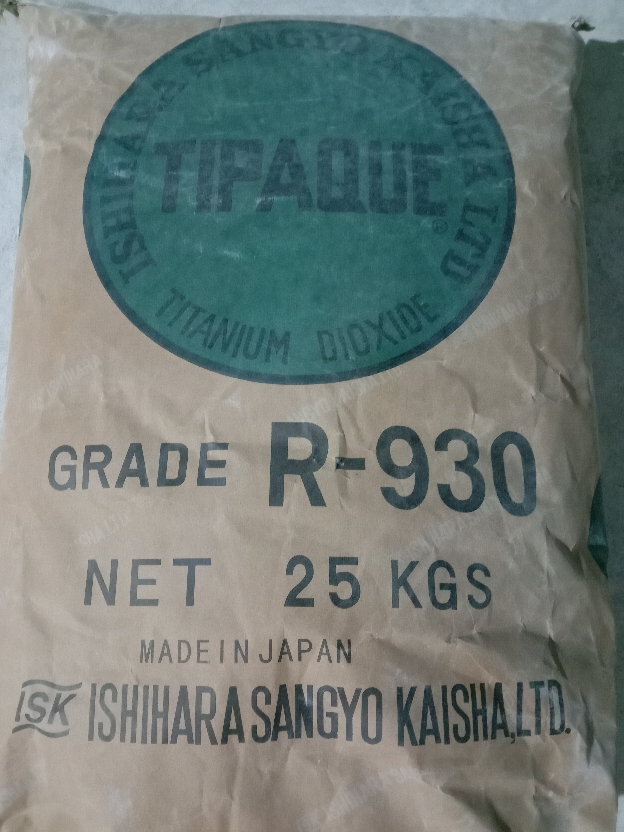 ISHIHARA SANGYO KAISHA LTD
TIPAQUE®
TITANIUM DIOXIDE
GRADE R-930
NET 25 KGS
MADE IN JAPAN
ISK ISHIHARA SANGYO KAISHA, LTD.